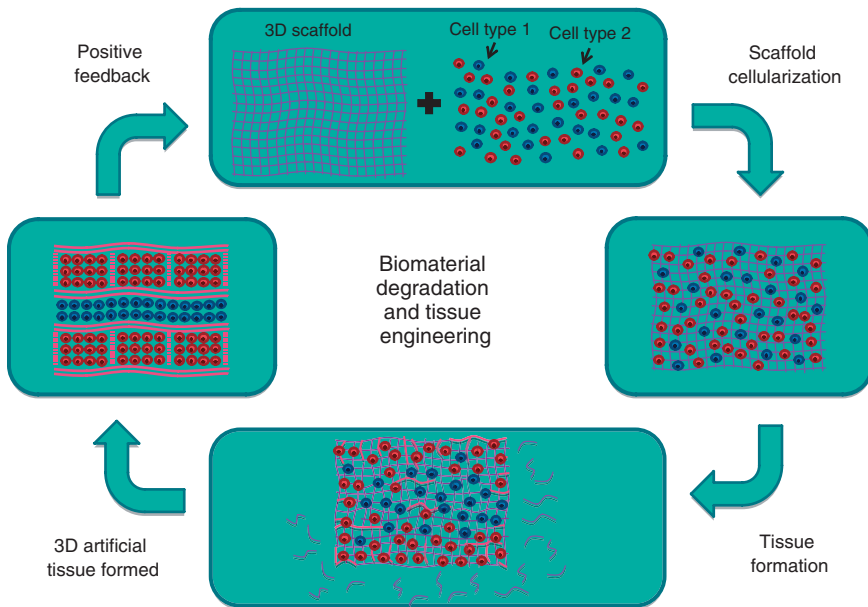 Positive
feedback
3D scaffold
Cell type 1
Cell type 2
Scaffold
cellularization
Biomaterial
degradation
and tissue
engineering
3D artificial
tissue formed
Tissue
formation